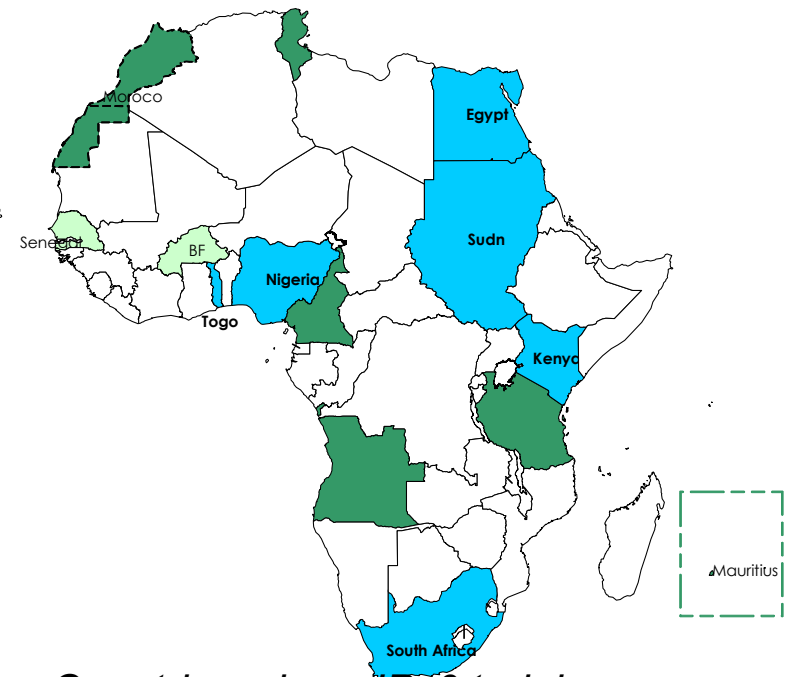 Moroco
Egypt
Senegal
BF
Sudn
Nigeria
Togo
Kenya
Mauritius
South Africa